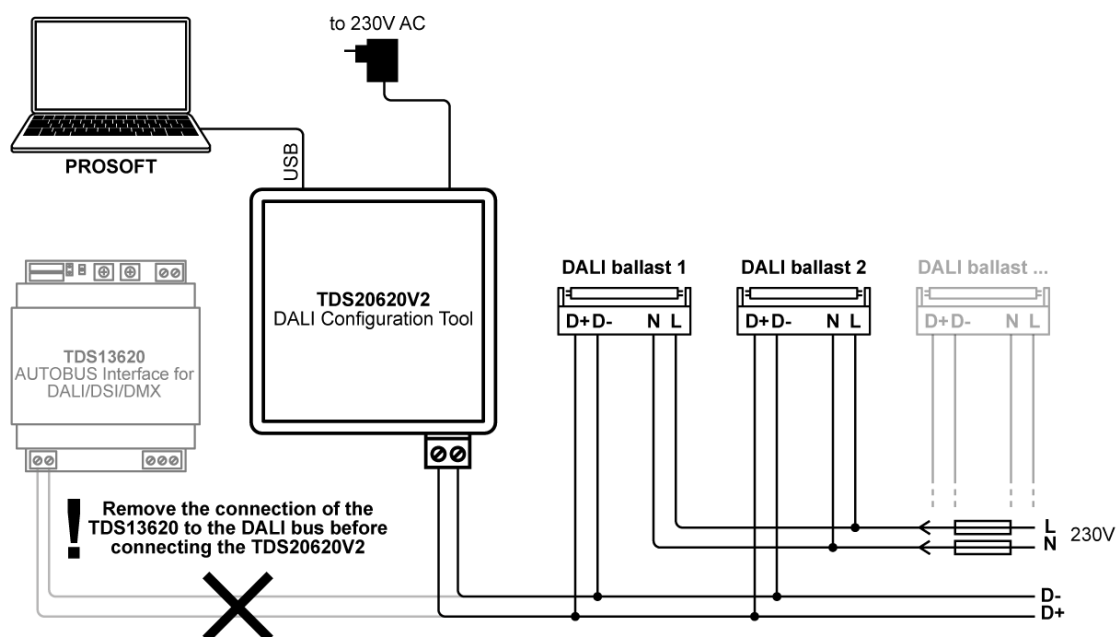 to 230V AC
PROSOFT
USB
TDS20620V2
DALI Configuration Tool
TDS13620
AUTOBUS Interface for
DALI/DSI/DMX
DALI ballast 1
D+ D- N L
DALI ballast 2
D+ D- N L
DALI ballast ...
D+ D- N L
! Remove the connection of the
TDS13620 to the DALI bus before
connecting the TDS20620V2
L
N
230V
D-
D+